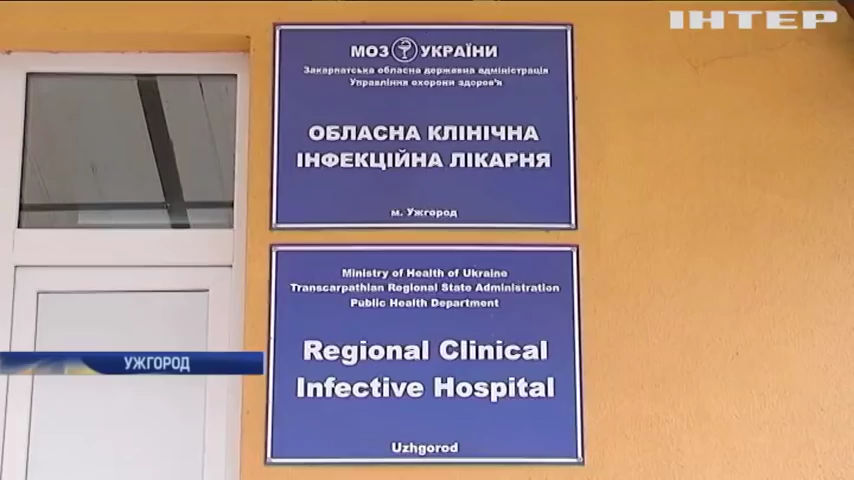 ІНТЕР
МОЗ УКРАЇНИ
Закарпатська обласна державна адміністрація
Управління охорони здоров'я
ОБЛАСНА КЛІНІЧНА
ІНФЕКЦІЙНА ЛІКАРНЯ
м. Ужгород
Ministry of Health of Ukraine
Transcarpathian Regional State Administration
Public Health Department
Regional Clinical
Infective Hospital
Uzhgorod
УЖГОРОД